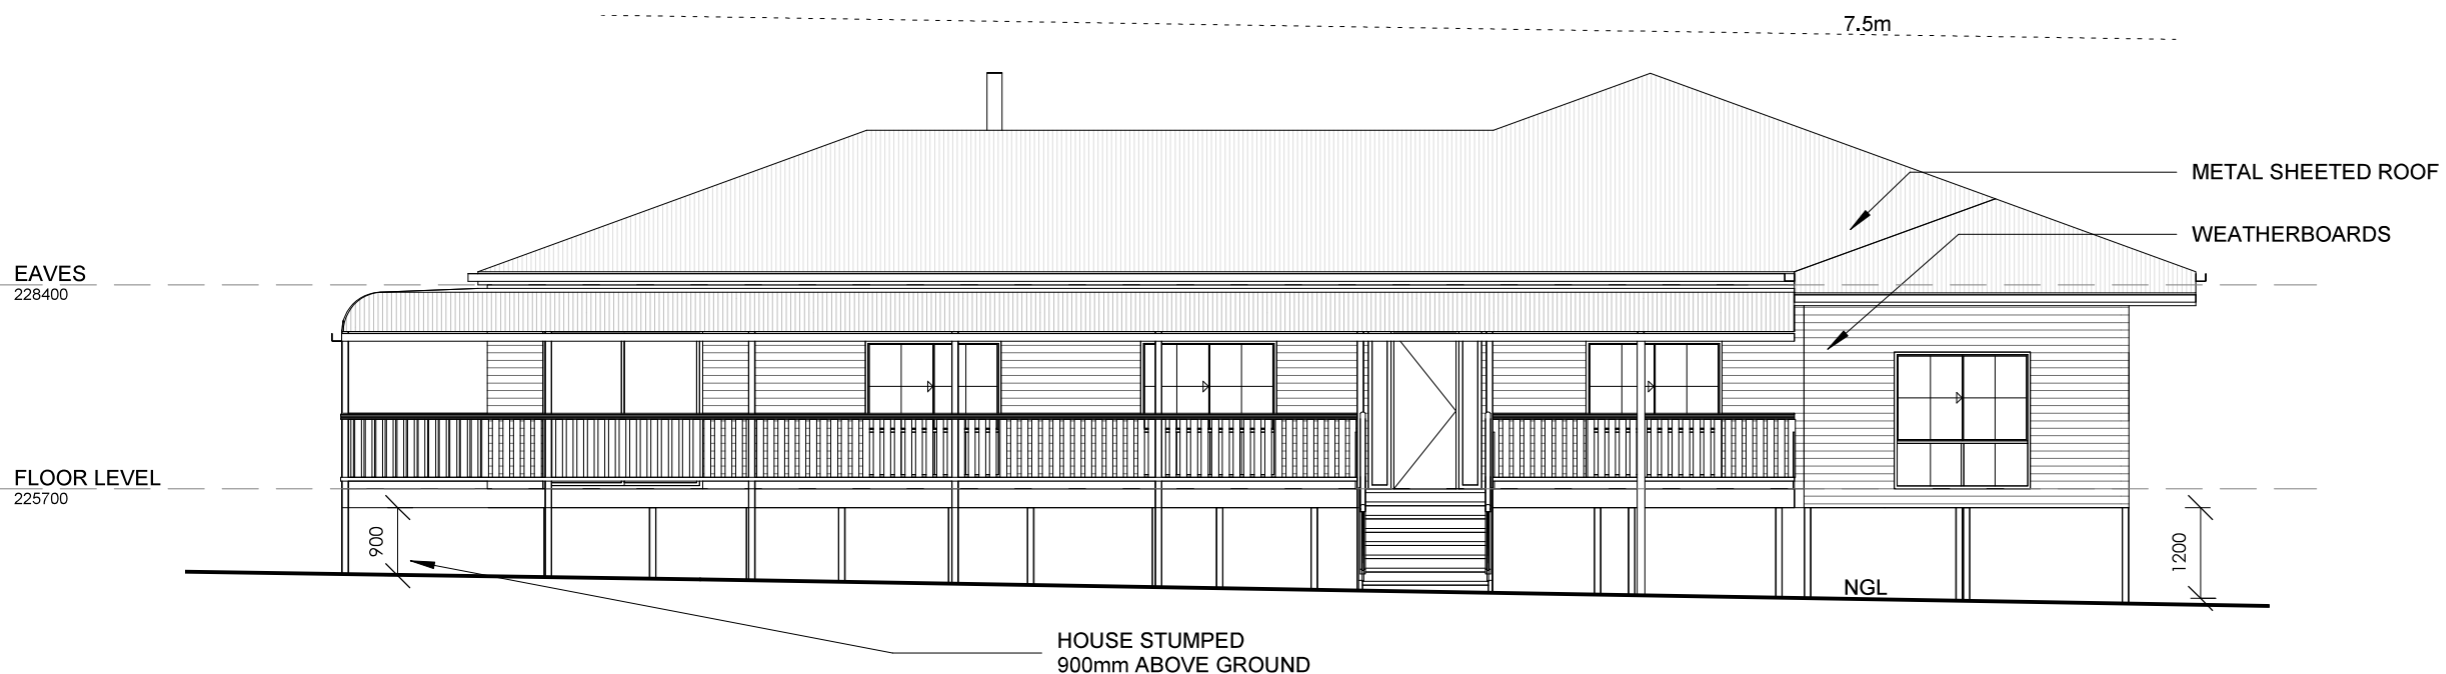 7.5m
METAL SHEETED ROOF
WEATHERBOARDS
EAVES
228400
FLOOR LEVEL
225700
900
1200
NGL
HOUSE STUMPED
900mm ABOVE GROUND